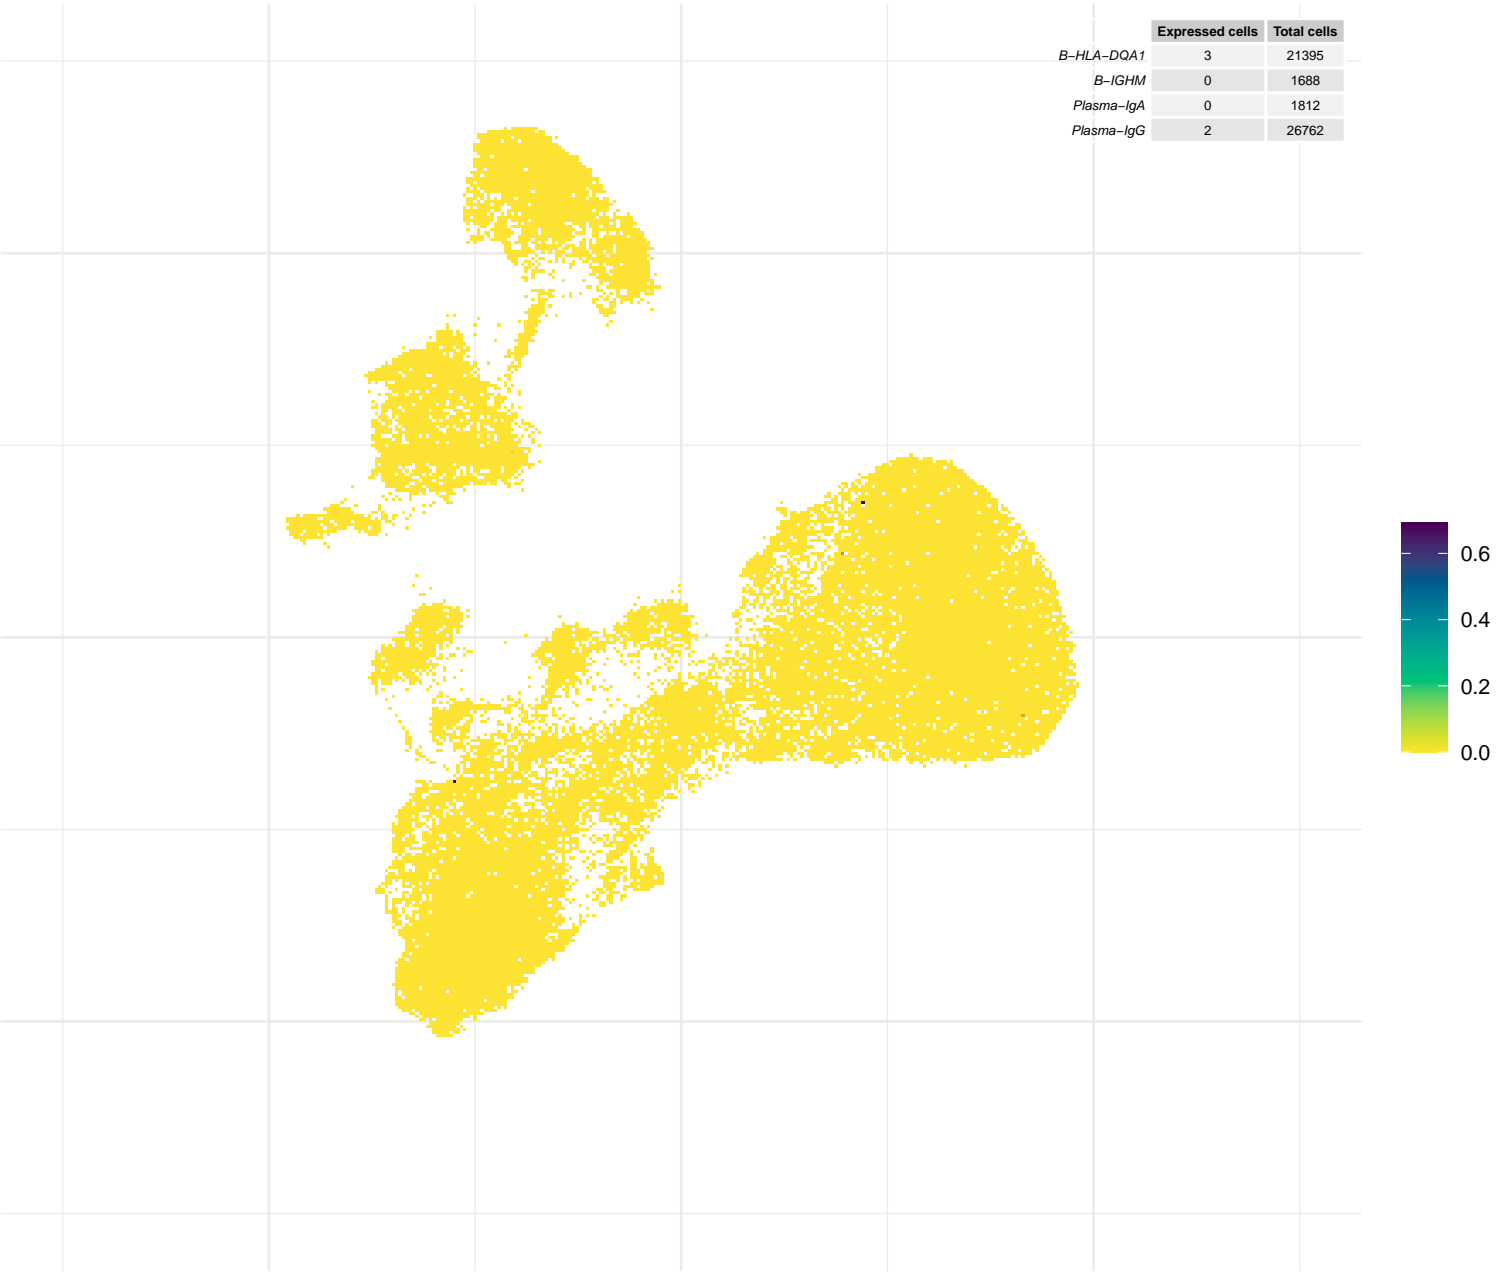 Expressed cells Total cells
B−HLA−DQA1 3 21395
B−IGHM 0 1688
Plasma−IgA 0 1812
Plasma−IgG 2 26762
0.6
0.4
0.2
0.0